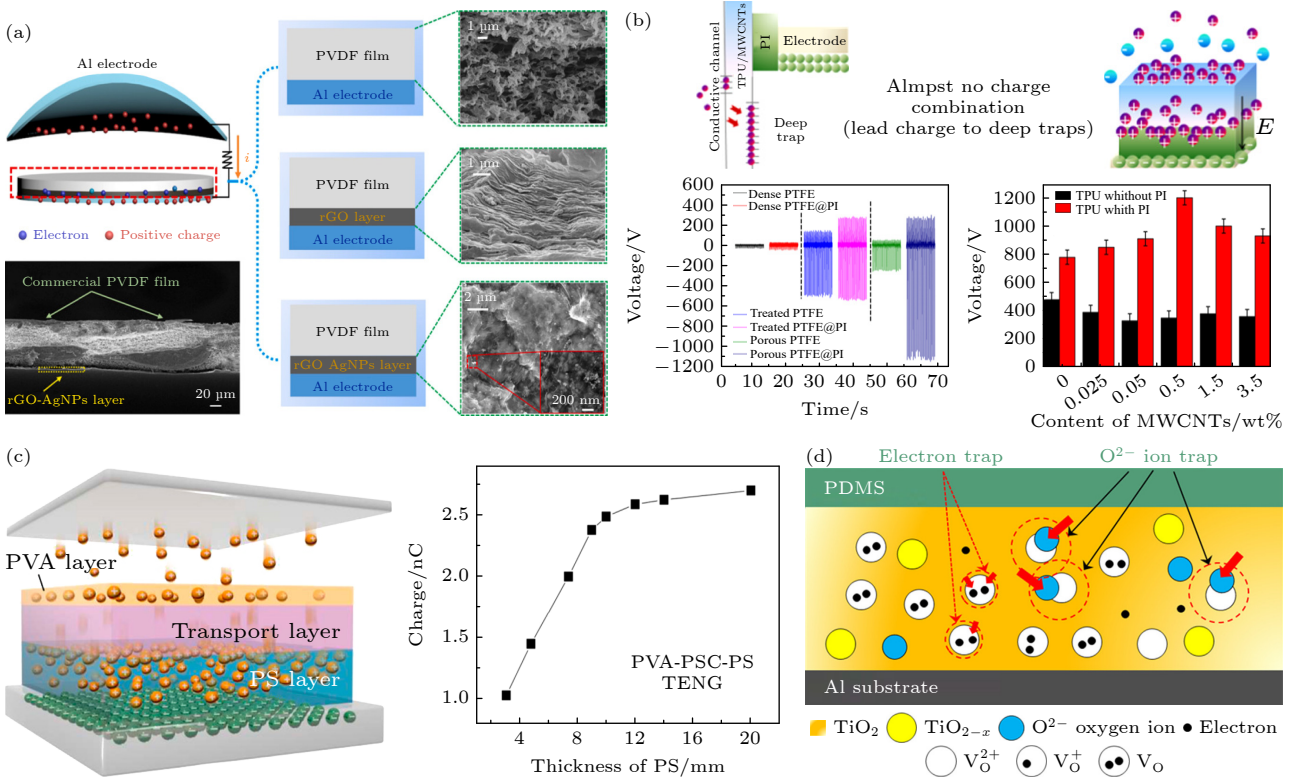 (a)
Al electrode
i
Electron
Positive charge
Commercial PVDF film
rGO-AgNPs layer
20 µm
PVDF film
Al electrode
1 µm
PVDF film
rGO layer
Al electrode
1 µm
PVDF film
rGO AgNPs layer
Al electrode
2 µm
200 nm
(b)
Conductive channel
TPU/MWCNTs
PI
Electrode
Deep
trap
Almpst no charge
combination
(lead charge to deep traps)
E
Voltage/V
600
400
200
0
−200
−400
−600
−800
−1000
−1200
Dense PTFE
Dense PTFE@PI
Treated PTFE
Treated PTFE@PI
Porous PTFE
Porous PTFE@PI
0 10 20 30 40 50 60 70
Time/s
Voltage/V
1200
1000
800
600
400
200
0
TPU whithout PI
TPU whith PI
0 0.025 0.05 0.5 1.5 3.5
Content of MWCNTs/wt%
(c)
PVA layer
Transport layer
PS layer
Charge/nC
2.5
2.0
1.5
1.0
PVA-PSC-PS
TENG
4 8 12 16 20
Thickness of PS/mm
(d)
Electron trap
O²⁻ ion trap
PDMS
Al substrate
TiO₂
TiO₂₋ₓ
O²⁻ oxygen ion
Electron
V_O²⁺
V_O⁺
V_O